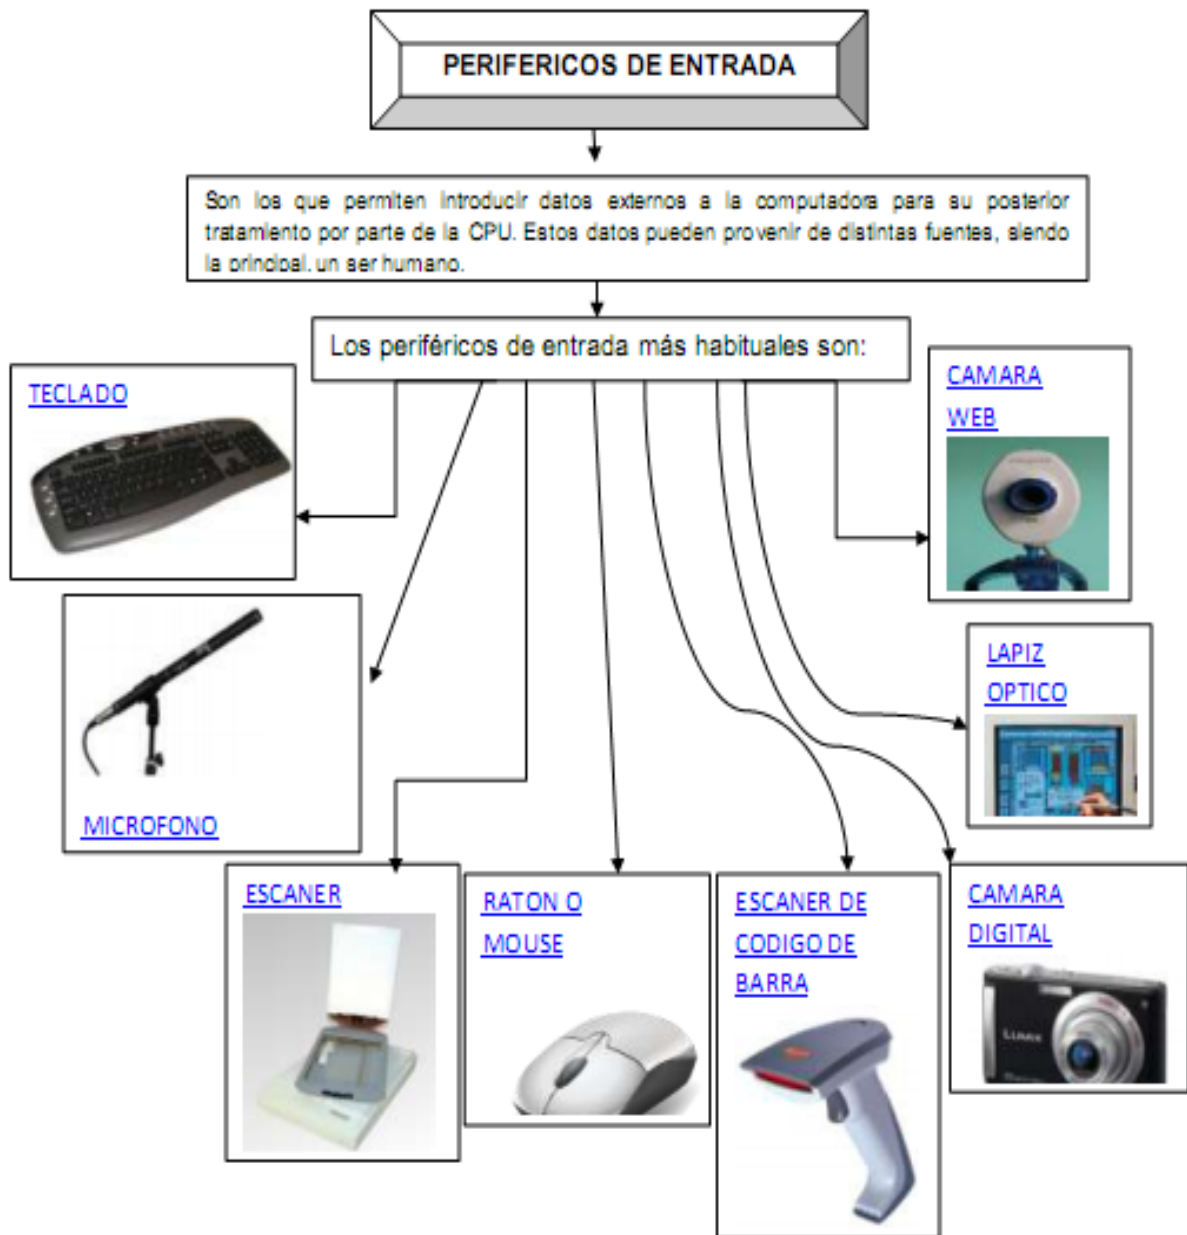 PERIFERICOS DE ENTRADA
Son los que permiten introducir datos externos a la computadora para su posterior
tratamiento por parte de la CPU. Estos datos pueden provenir de distintas fuentes, siendo
la principal, un ser humano.
Los periféricos de entrada más habituales son:
TECLADO
CAMARA
WEB
LAPIZ
OPTICO
MICROFONO
ESCANER
RATON O
MOUSE
ESCANER DE
CODIGO DE
BARRA
CAMARA
DIGITAL
LUMIX